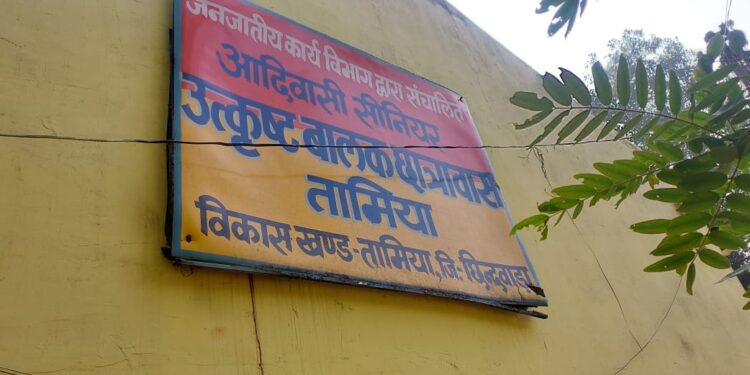 जनजातीय कार्य विभाग द्वारा संचालित
आदिवासी सीनियर
उत्कृष्ट बालक छात्रावास
तामिया
विकास खण्ड-तामिया, जि.- छिन्दवाड़ा